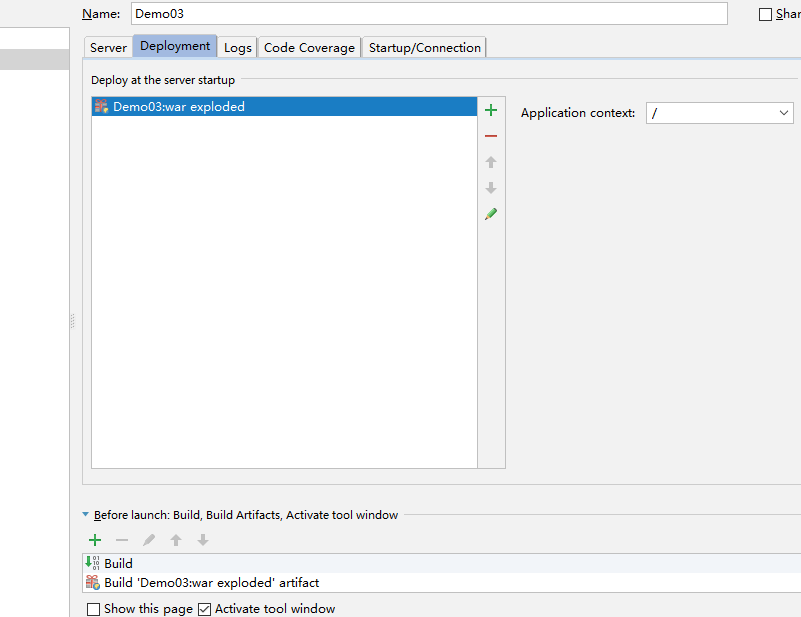 Name: Demo03 Shar
Server Deployment Logs Code Coverage Startup/Connection
Deploy at the server startup
Demo03:war exploded
Application context: /
Before launch: Build, Build Artifacts, Activate tool window
Build
Build 'Demo03:war exploded' artifact
Show this page Activate tool window